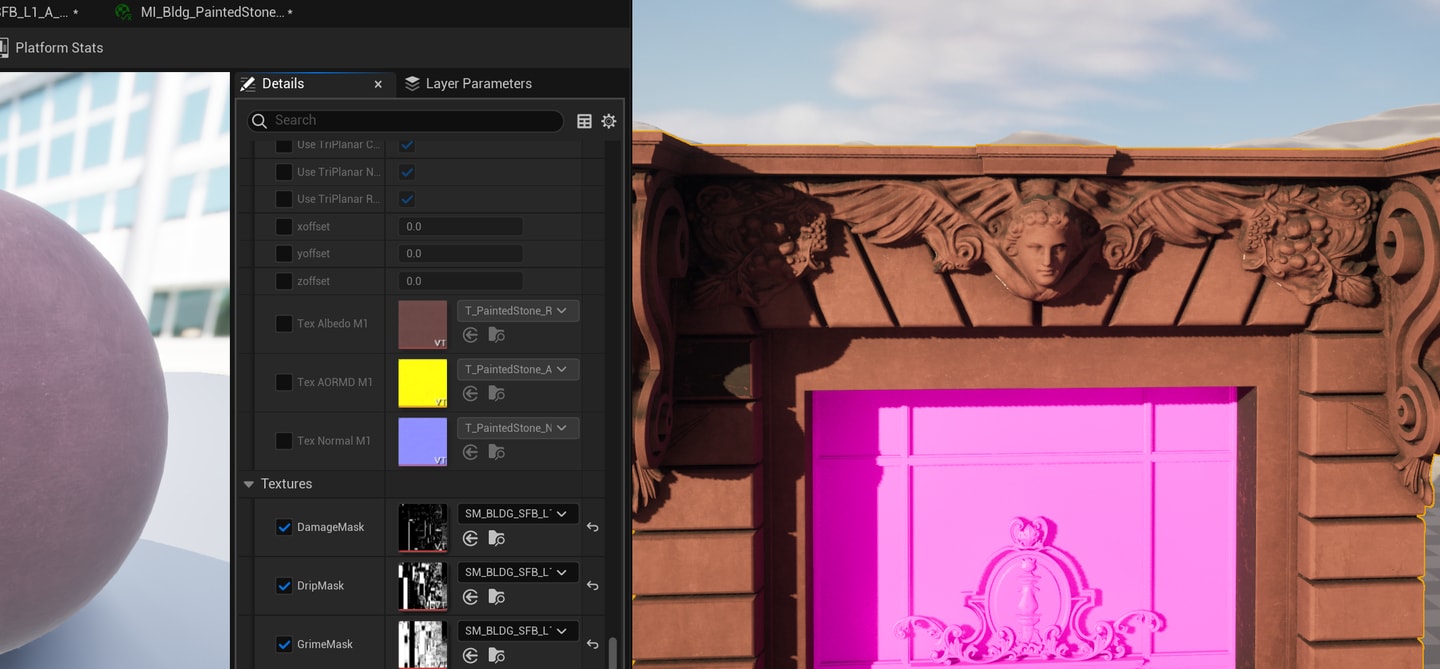 SFB_L1_A_... *
MI_Bldg_PaintedStone... *
Platform Stats
Details
Layer Parameters
Search
Use TriPlanar C...
Use TriPlanar N...
Use TriPlanar R...
xoffset 0.0
yoffset 0.0
zoffset 0.0
Tex Albedo M1 VT T_PaintedStone_R
Tex AORMD M1 VT T_PaintedStone_A
Tex Normal M1 VT T_PaintedStone_N
Textures
DamageMask VT SM_BLDG_SFB_L
DripMask VT SM_BLDG_SFB_L
GrimeMask SM_BLDG_SFB_L